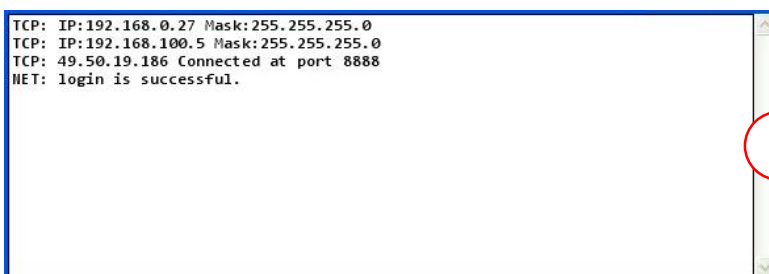 TCP: IP:192.168.0.27 Mask:255.255.255.0
TCP: IP:192.168.100.5 Mask:255.255.255.0
TCP: 49.50.19.186 Connected at port 8888
NET: login is successful.